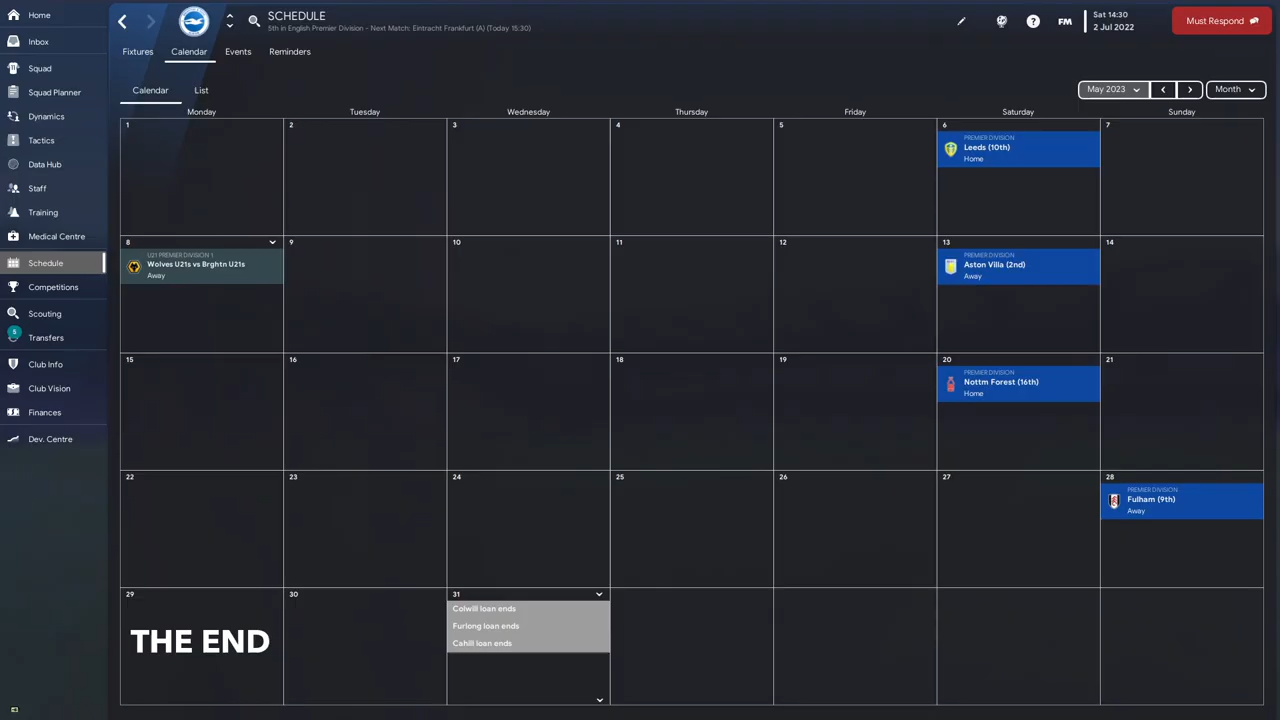 Home
Inbox
Squad
Squad Planner
Dynamics
Tactics
Data Hub
Staff
Training
Medical Centre
Schedule
Competitions
Scouting
5
Transfers
Club Info
Club Vision
Finances
Dev. Centre
SCHEDULE
5th in English Premier Division - Next Match: Eintracht Frankfurt (A) (Today 15:30)
FM
Sat 14:30
2 Jul 2022
Must Respond
Fixtures
Calendar
Events
Reminders
Calendar
List
May 2023
Month
Monday
Tuesday
Wednesday
Thursday
Friday
Saturday
Sunday
1
2
3
4
5
6
PREMIER DIVISION
Leeds (10th)
Home
7
8
U21 PREMIER DIVISION 1
Wolves U21s vs Brghtn U21s
Away
9
10
11
12
13
PREMIER DIVISION
Aston Villa (2nd)
Away
14
15
16
17
18
19
20
PREMIER DIVISION
Nottm Forest (16th)
Home
21
22
23
24
25
26
27
28
PREMIER DIVISION
Fulham (9th)
Away
29
THE END
30
31
Colwill loan ends
Furlong loan ends
Cahill loan ends